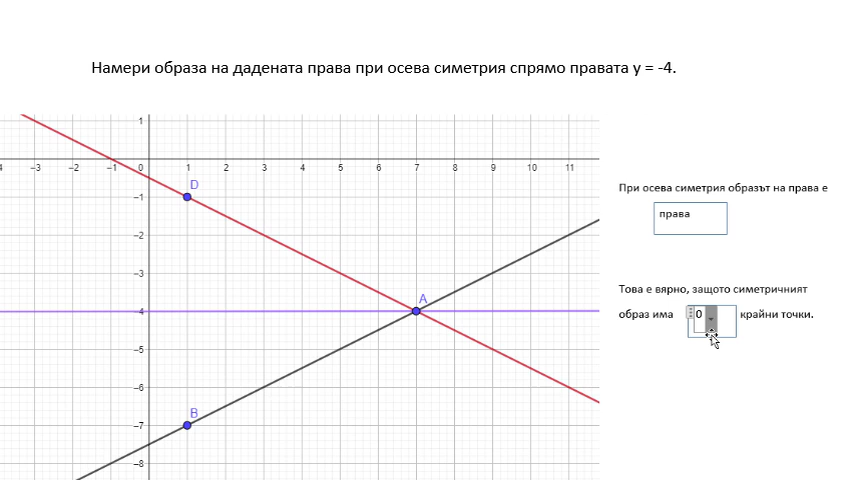 Намери образа на дадената права при осева симетрия спрямо правата y = -4.
1
4 −3 −2 −1 0 1 2 3 4 5 6 7 8 9 10 11
D
−1
−2
−3
A
−4
−5
−6
B
−7
−8
При осева симетрия образът на права е
права
Това е вярно, защото симетричният
образ има 0 крайни точки.